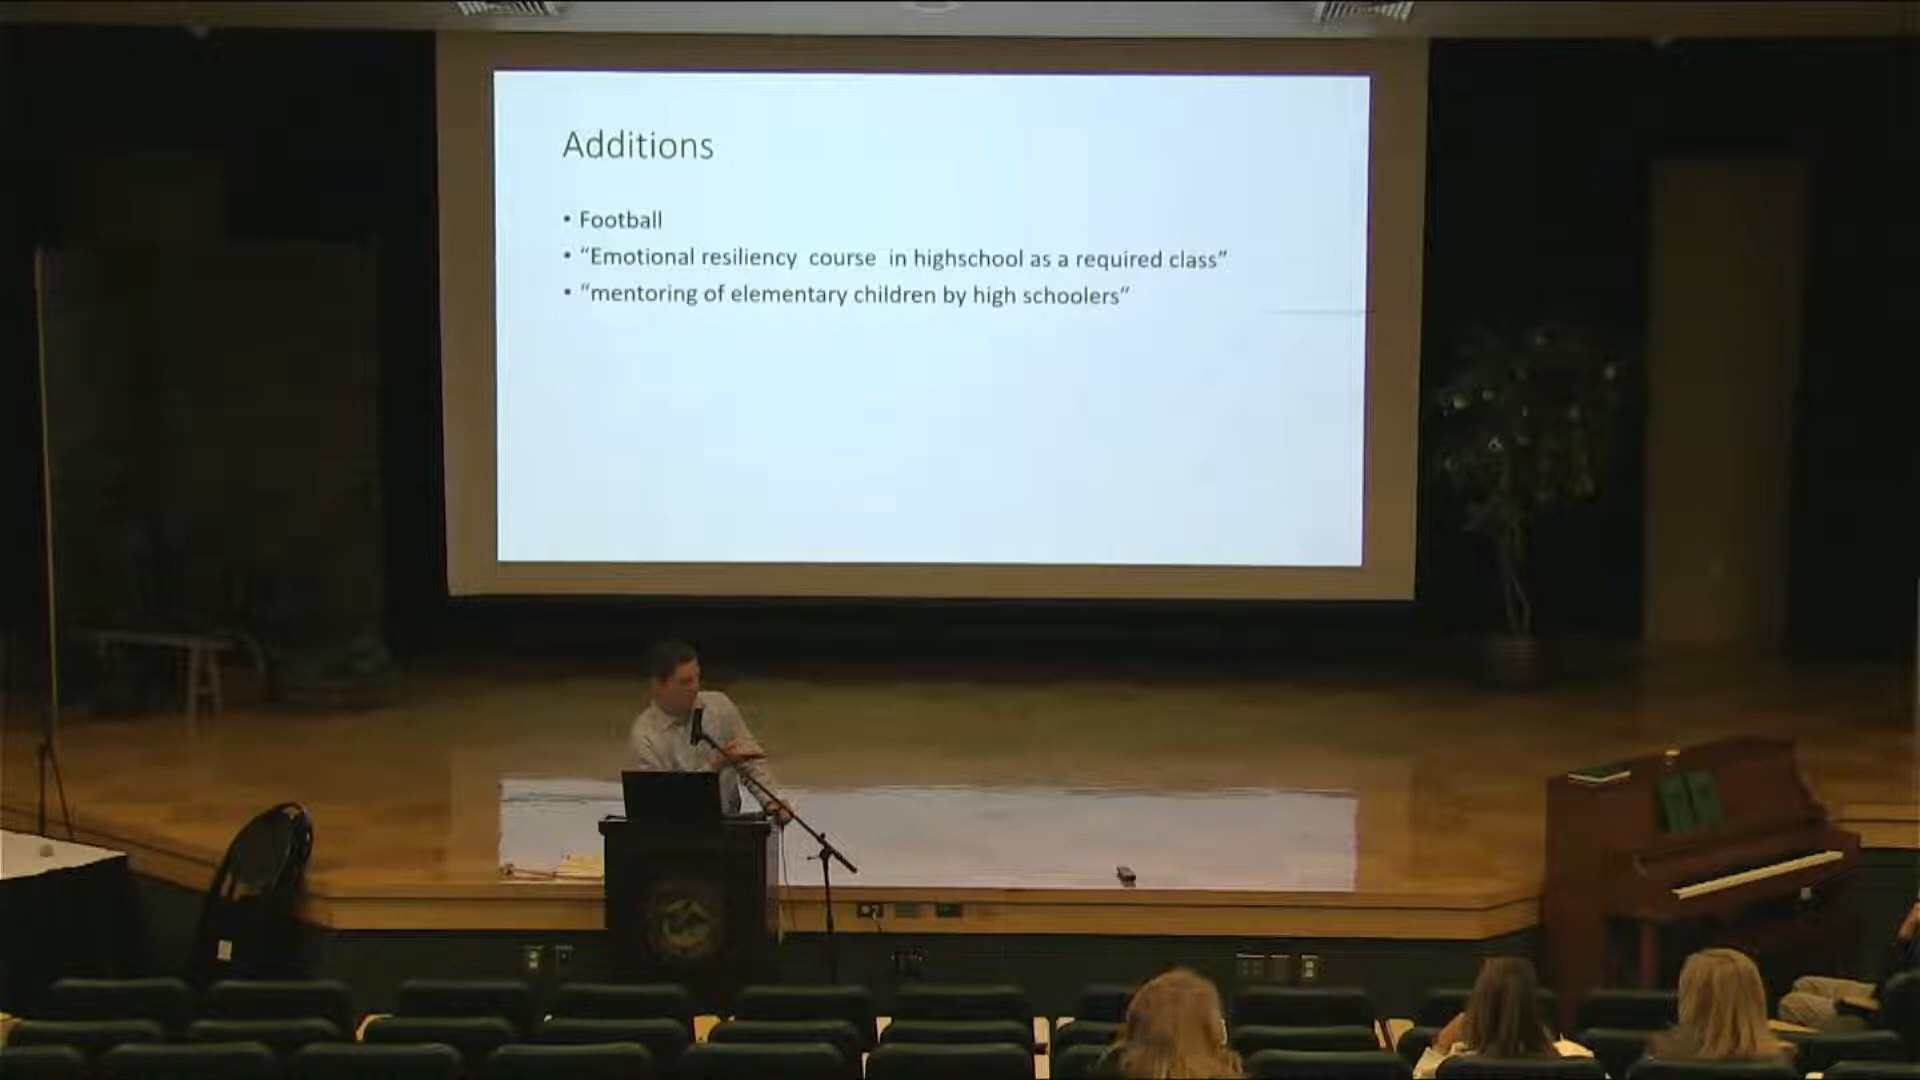 Additions
• Football
• “Emotional resiliency course in highschool as a required class”
• “mentoring of elementary children by high schoolers”